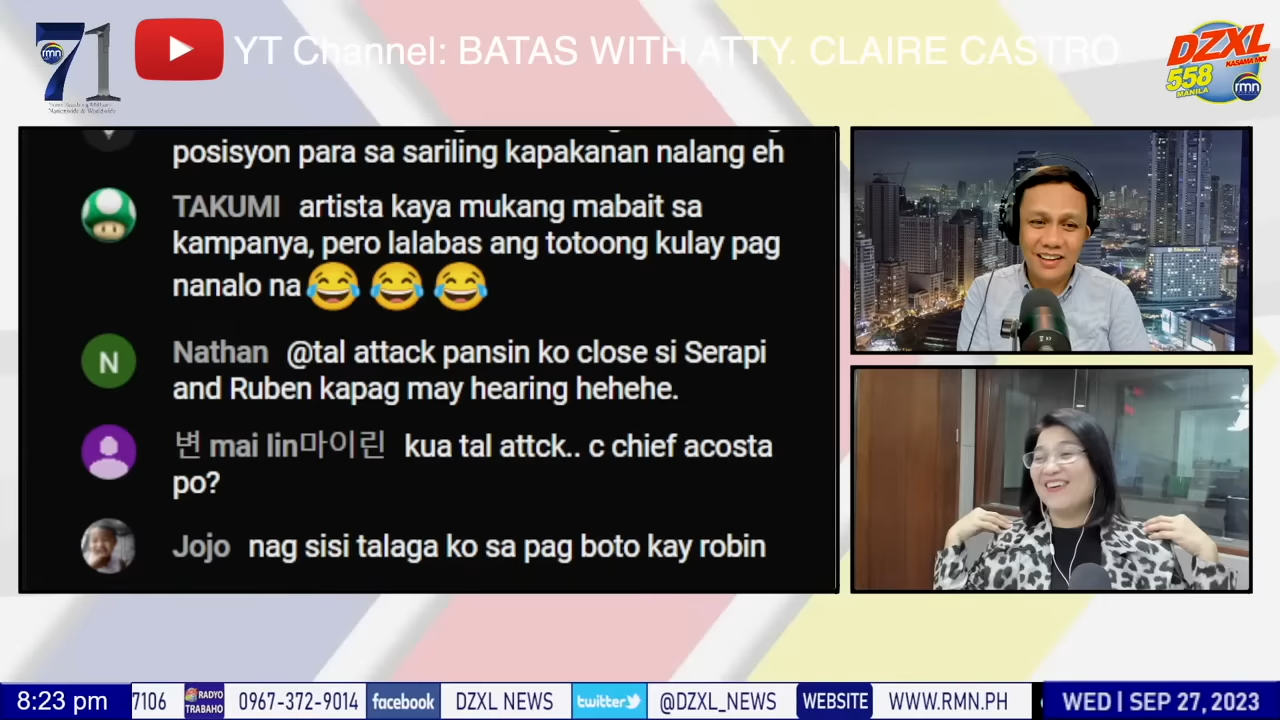 71
rmn
YT Channel: BATAS WITH ATTY. CLAIRE CASTRO
DZXL
558
KASAMA MO!
MANILA
rmn
posisyon para sa sariling kapakanan nalang eh
TAKUMI artista kaya mukang mabait sa
kampanya, pero lalabas ang totoong kulay pag
nanalo na😂😂😂
N
Nathan @tal attack pansin ko close si Serapi
and Ruben kapag may hearing hehehe.
변 mai lin마이린 kua tal attck.. c chief acosta
po?
Jojo nag sisi talaga ko sa pag boto kay robin
8:23 pm
7106
RADYO
TRABAHO
0967-372-9014
facebook
DZXL NEWS
twitter
@DZXL_NEWS
WEBSITE
WWW.RMN.PH
WED | SEP 27, 2023